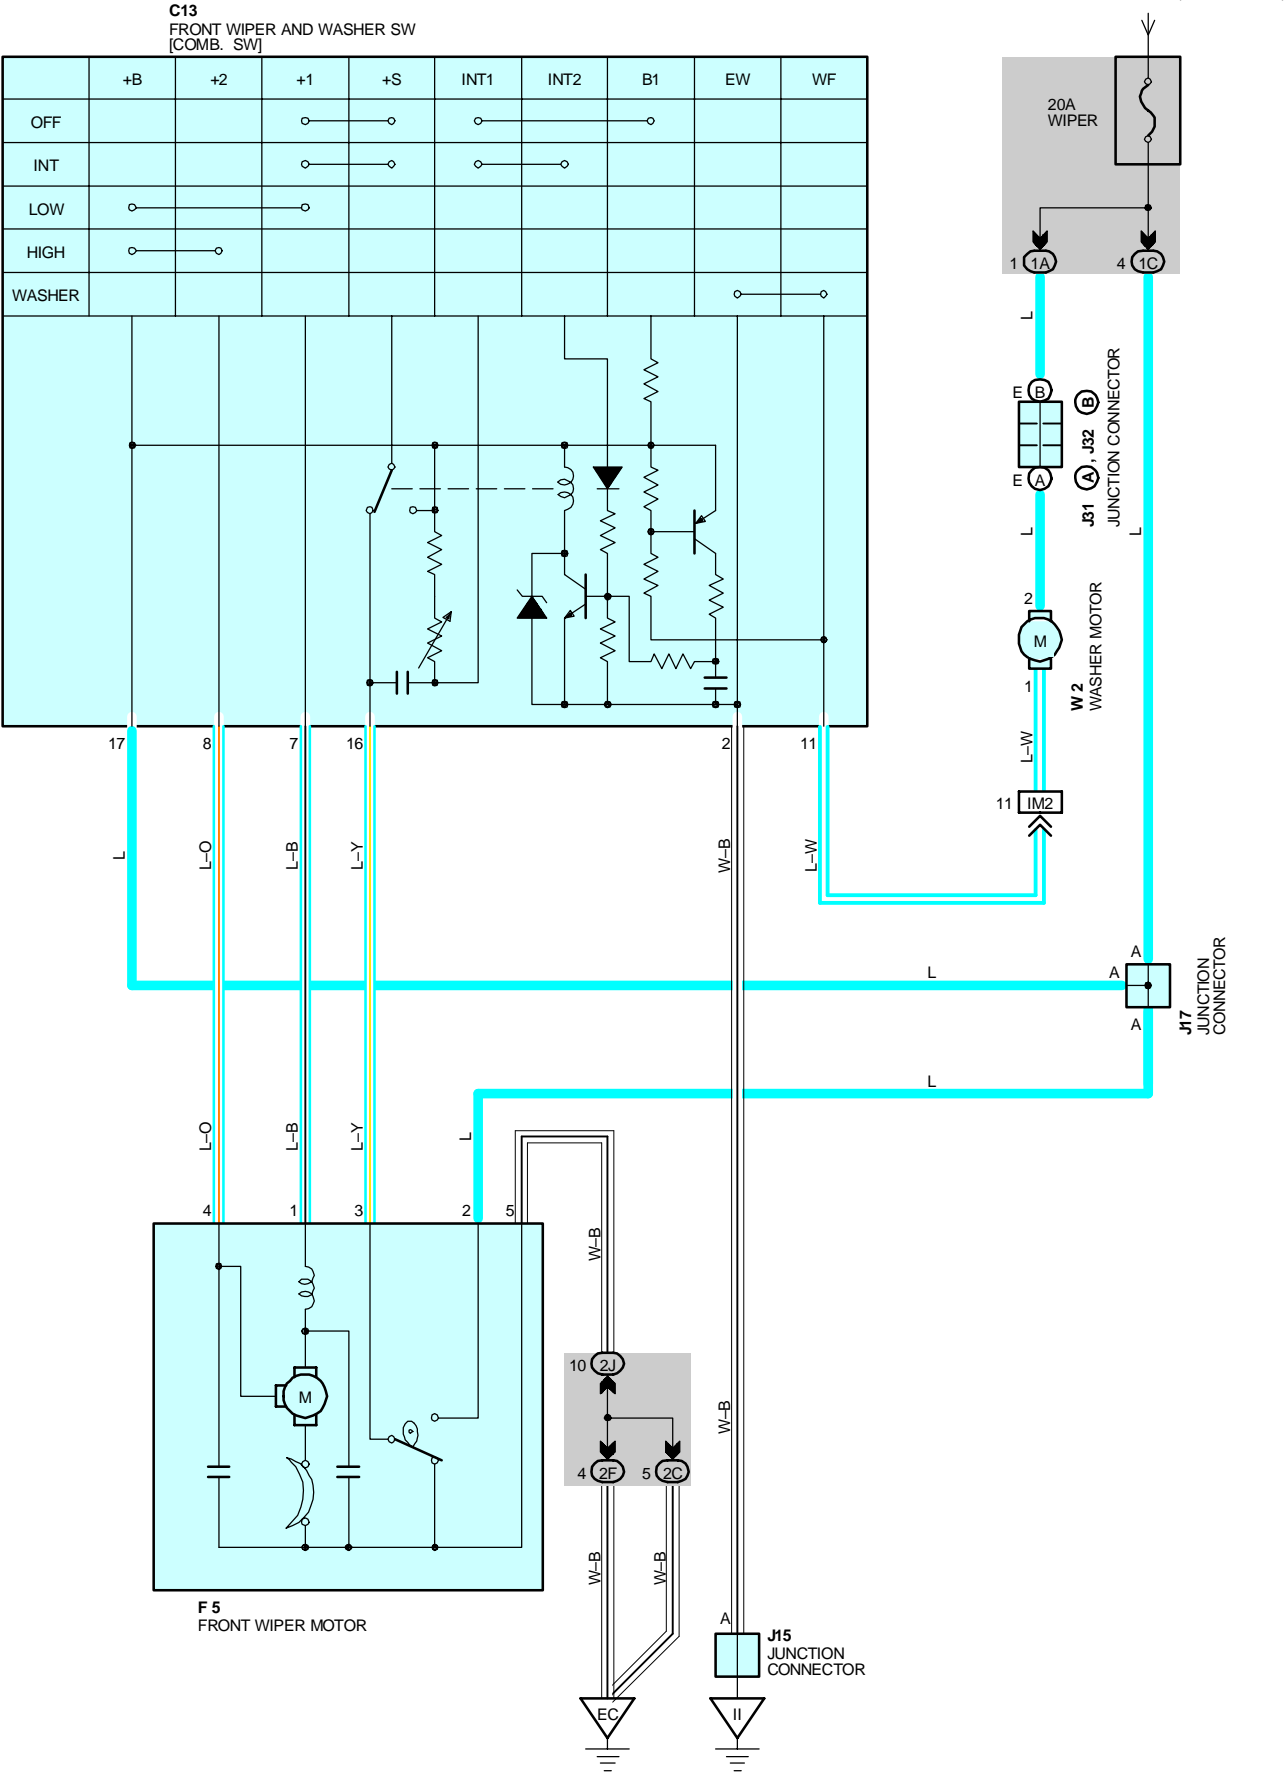 C13
FRONT WIPER AND WASHER SW
[COMB. SW]
+B +2 +1 +S INT1 INT2 B1 EW WF
OFF
INT
LOW
HIGH
WASHER
20A
WIPER
1 1A
4 1C
L
E B
E A
J31 A , J32 B
JUNCTION CONNECTOR
L
L
2
M
1
W 2
WASHER MOTOR
L–W
11 IM2
17 8 7 16 2 11
L L–O L–B L–Y W–B L–W
A
A
A
L
J17
JUNCTION
CONNECTOR
L
L–O L–B L–Y L
4 1 3 2 5
W–B
M
10 2J
4 2F
5 2C
W–B
W–B
W–B
F 5
FRONT WIPER MOTOR
A
J15
JUNCTION
CONNECTOR
EC
II